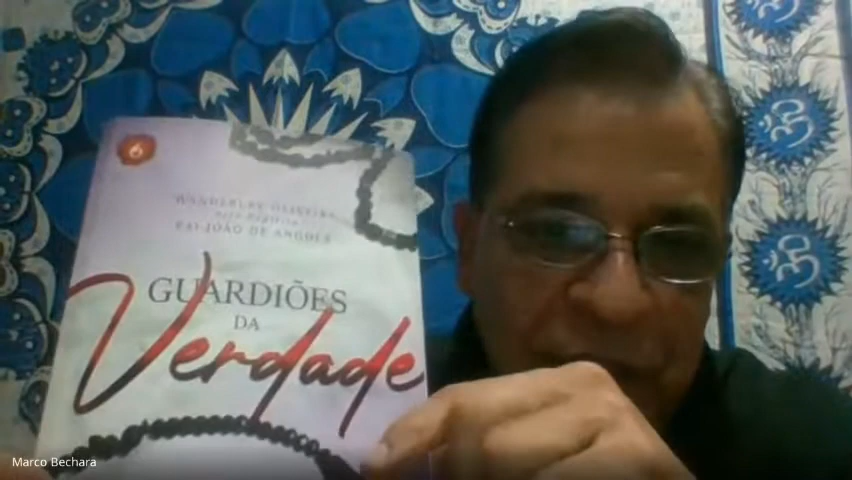 WANDERLEY OLIVEIRA
PAI JOÃO DE ANGOLA
GUARDIÕES
DA
Verdade
ॐ
ॐ
ॐ
Marco Bechara